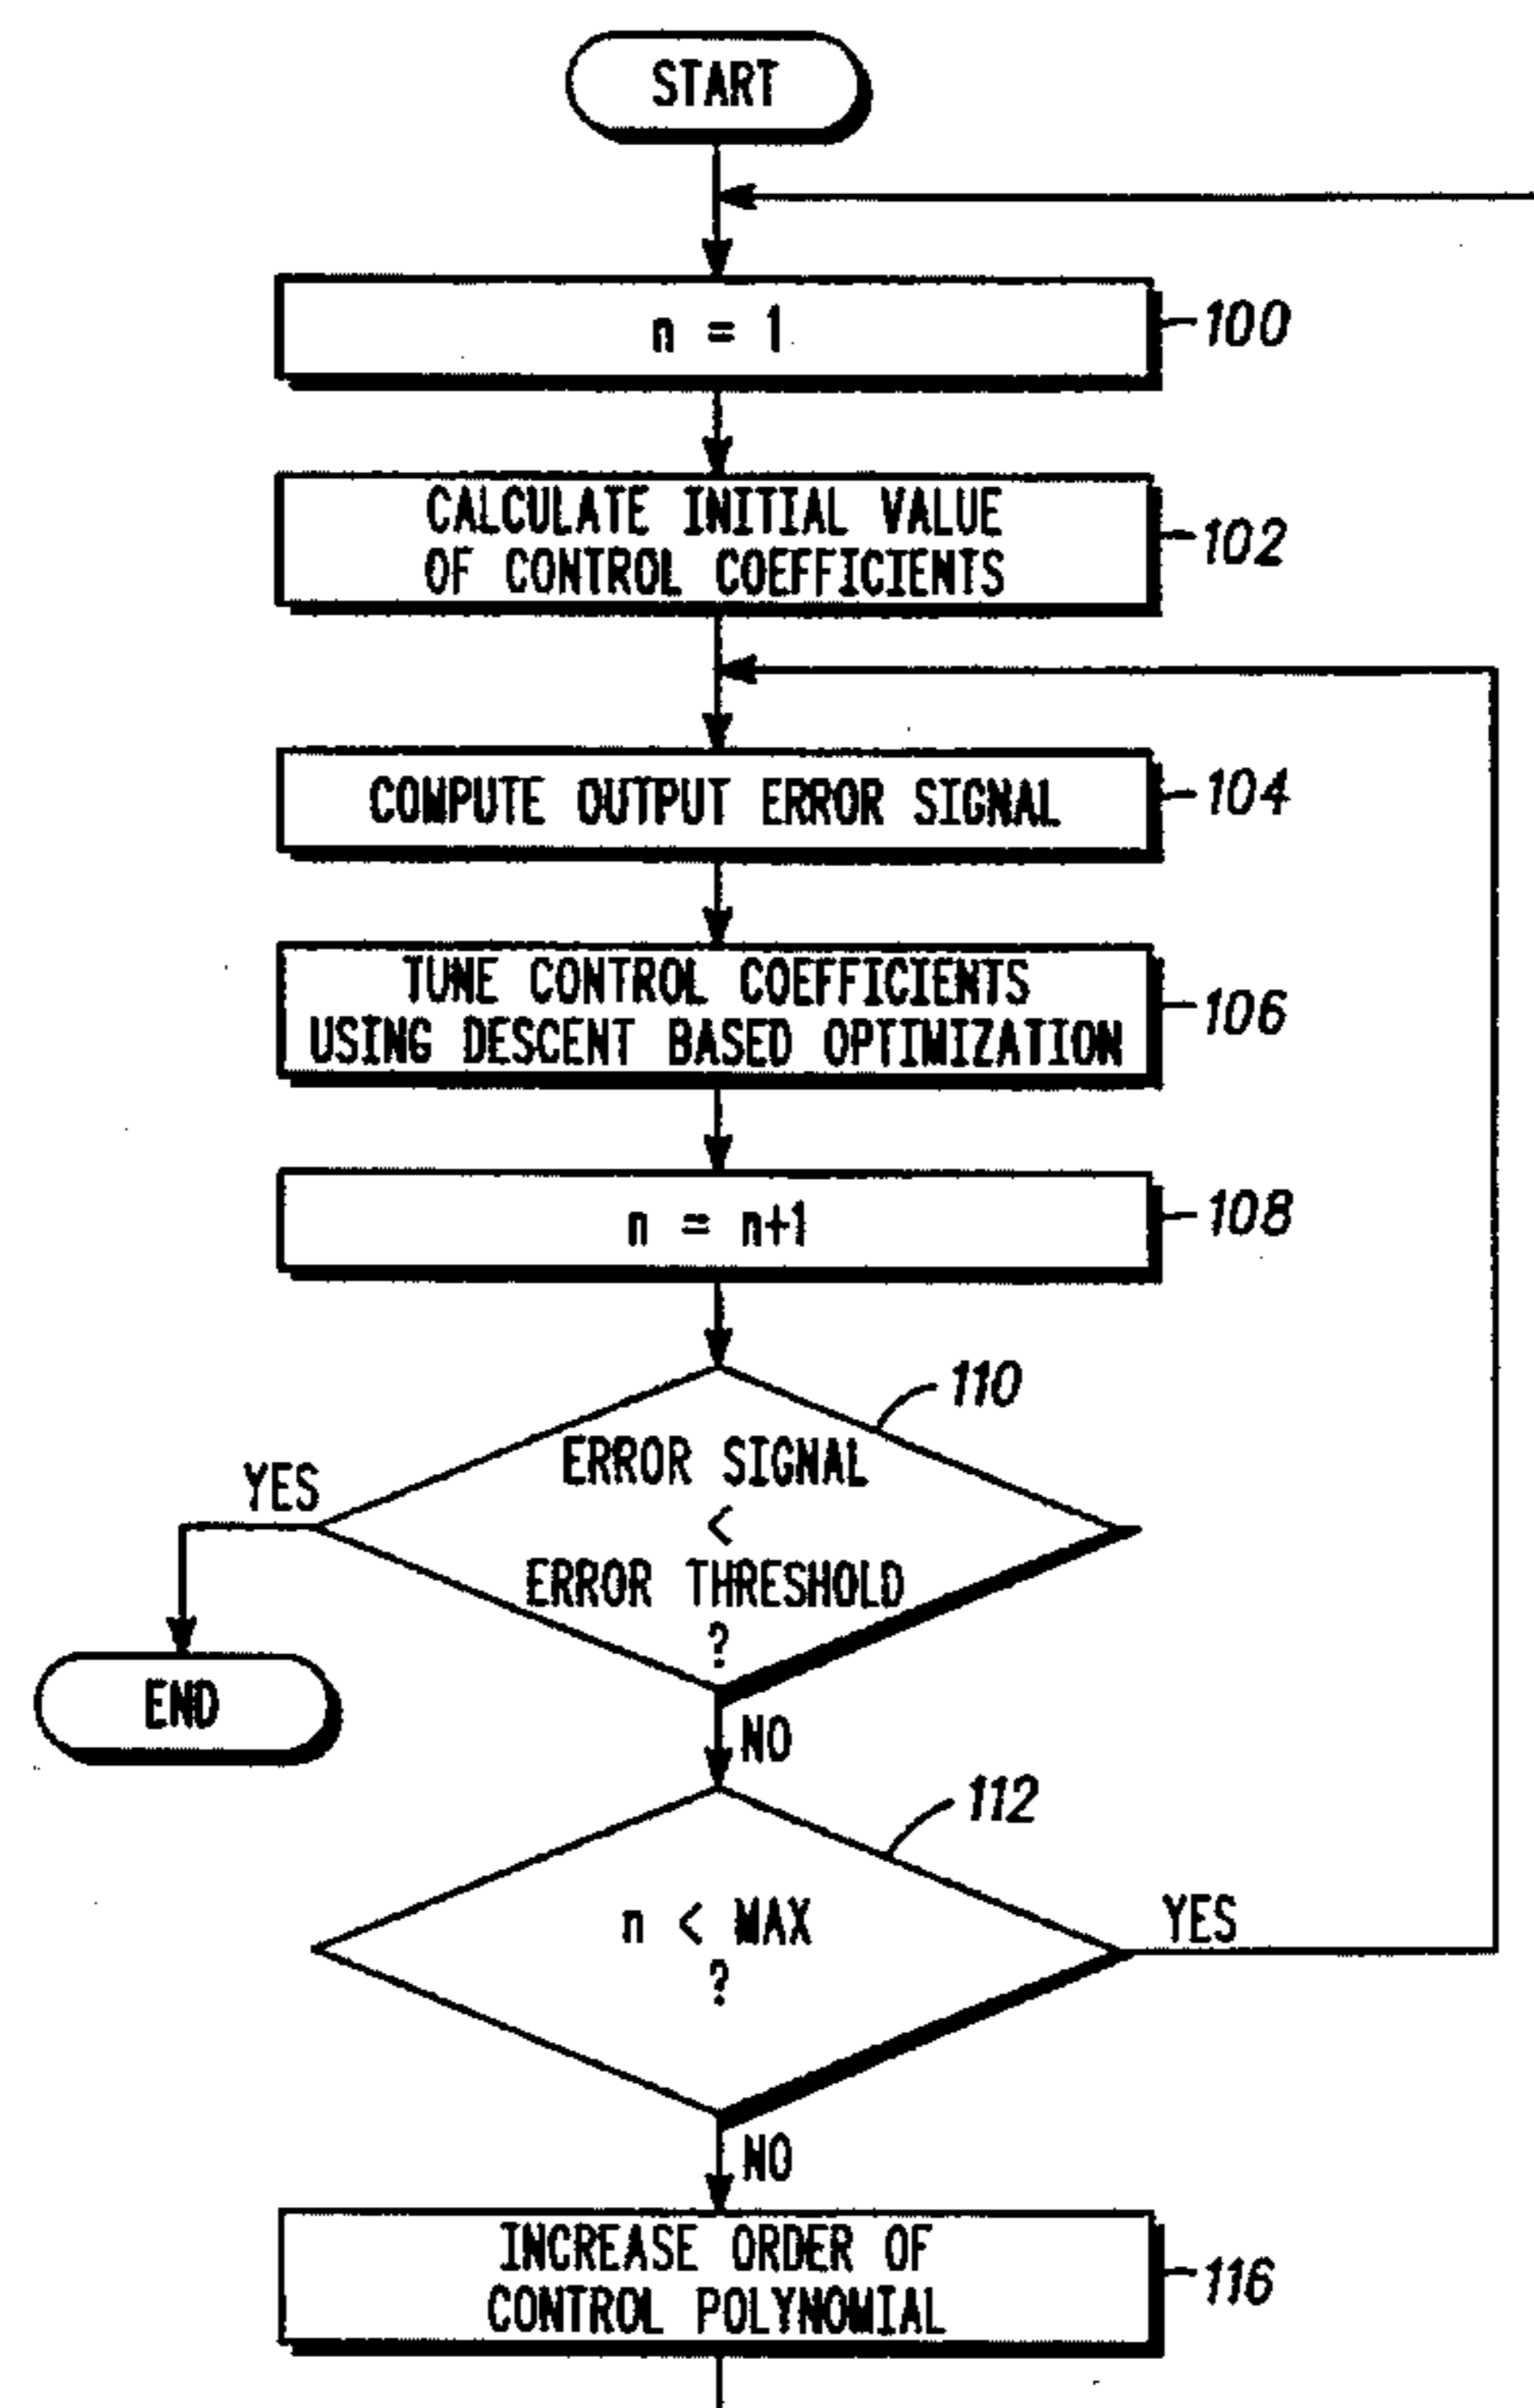 START
n = 1
100
CALCULATE INITIAL VALUE
OF CONTROL COEFFICIENTS
102
COMPUTE OUTPUT ERROR SIGNAL
104
TUNE CONTROL COEFFICIENTS
USING DESCENT BASED OPTIMIZATION
106
n = n+1
108
110
ERROR SIGNAL
<
ERROR THRESHOLD
?
YES
END
NO
112
n < MAX
?
YES
NO
INCREASE ORDER OF
CONTROL POLYNOMIAL
116